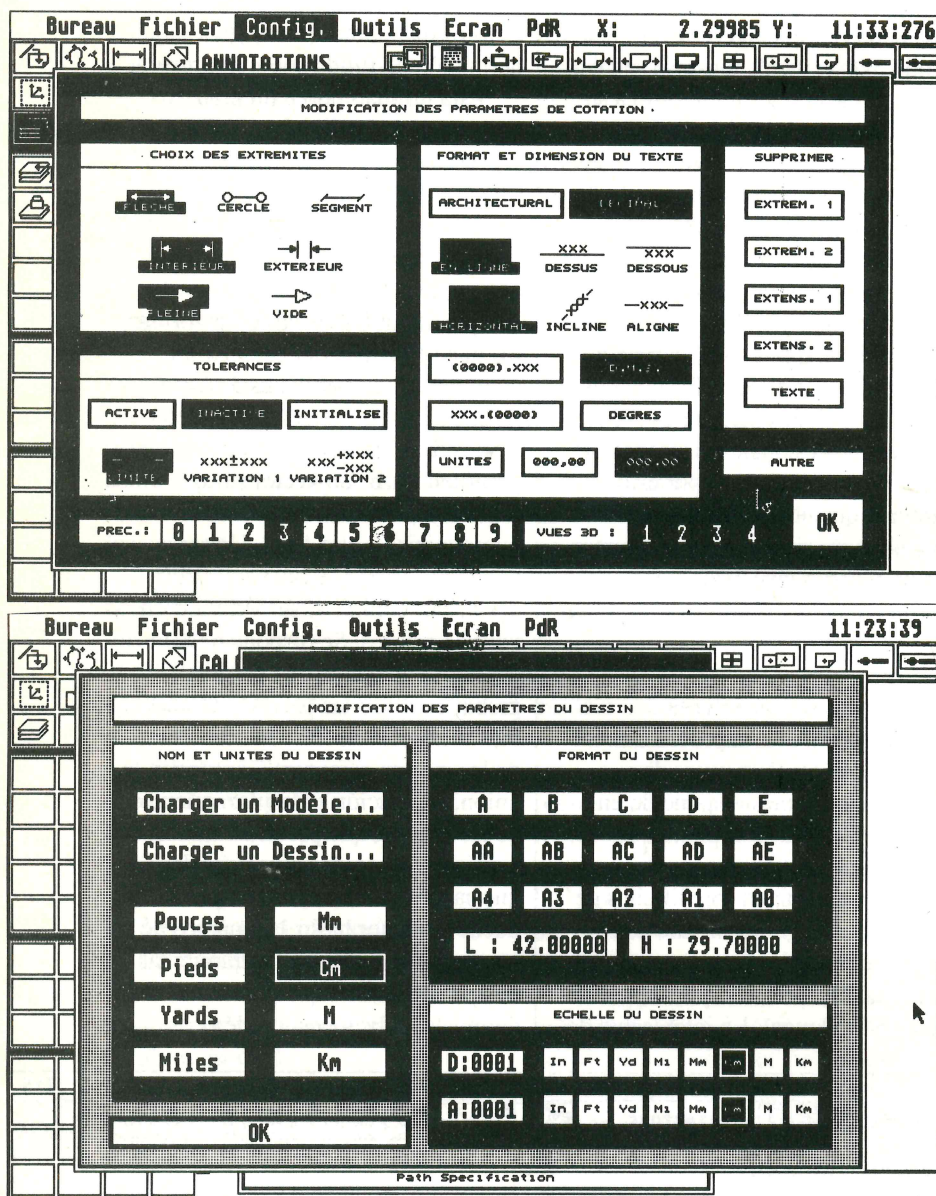 Bureau Fichier Config. Outils Ecran PdR X: 2.29985 Y: 11:33:276
ANNOTATIONS
MODIFICATION DES PARAMETRES DE COTATION
CHOIX DES EXTREMITES
FLECHE CERCLE SEGMENT
INTERIEUR EXTERIEUR
PLEINE VIDE
TOLERANCES
ACTIVE INACTIVE INITIALISE
LIMITE xxx±xxx VARIATION 1 xxx+xxx-xxx VARIATION 2
FORMAT ET DIMENSION DU TEXTE
ARCHITECTURAL DECIMAL
EN LIGNE xxx DESSUS xxx DESSOUS
HORIZONTAL xxx INCLINE xxx ALIGNE
(0000).XXX D.M.S.
XXX.(0000) DEGRES
UNITES 000,00 000.00
SUPPRIMER
EXTREM. 1
EXTREM. 2
EXTENS. 1
EXTENS. 2
TEXTE
AUTRE
PREC.: 0 1 2 3 4 5 6 7 8 9 VUES 3D : 1 2 3 4 OK
Bureau Fichier Config. Outils Ecran PdR 11:23:39
MODIFICATION DES PARAMETRES DU DESSIN
NOM ET UNITES DU DESSIN
Charger un Modèle...
Charger un Dessin...
Pouces Mm
Pieds Cm
Yards M
Miles Km
OK
FORMAT DU DESSIN
A B C D E
AA AB AC AD AE
A4 A3 A2 A1 A0
L : 42.00000 H : 29.70000
ECHELLE DU DESSIN
D:0001 In Ft Yd Mi Mm Cm M Km
A:0001 In Ft Yd Mi Mm Cm M Km
Path Specification